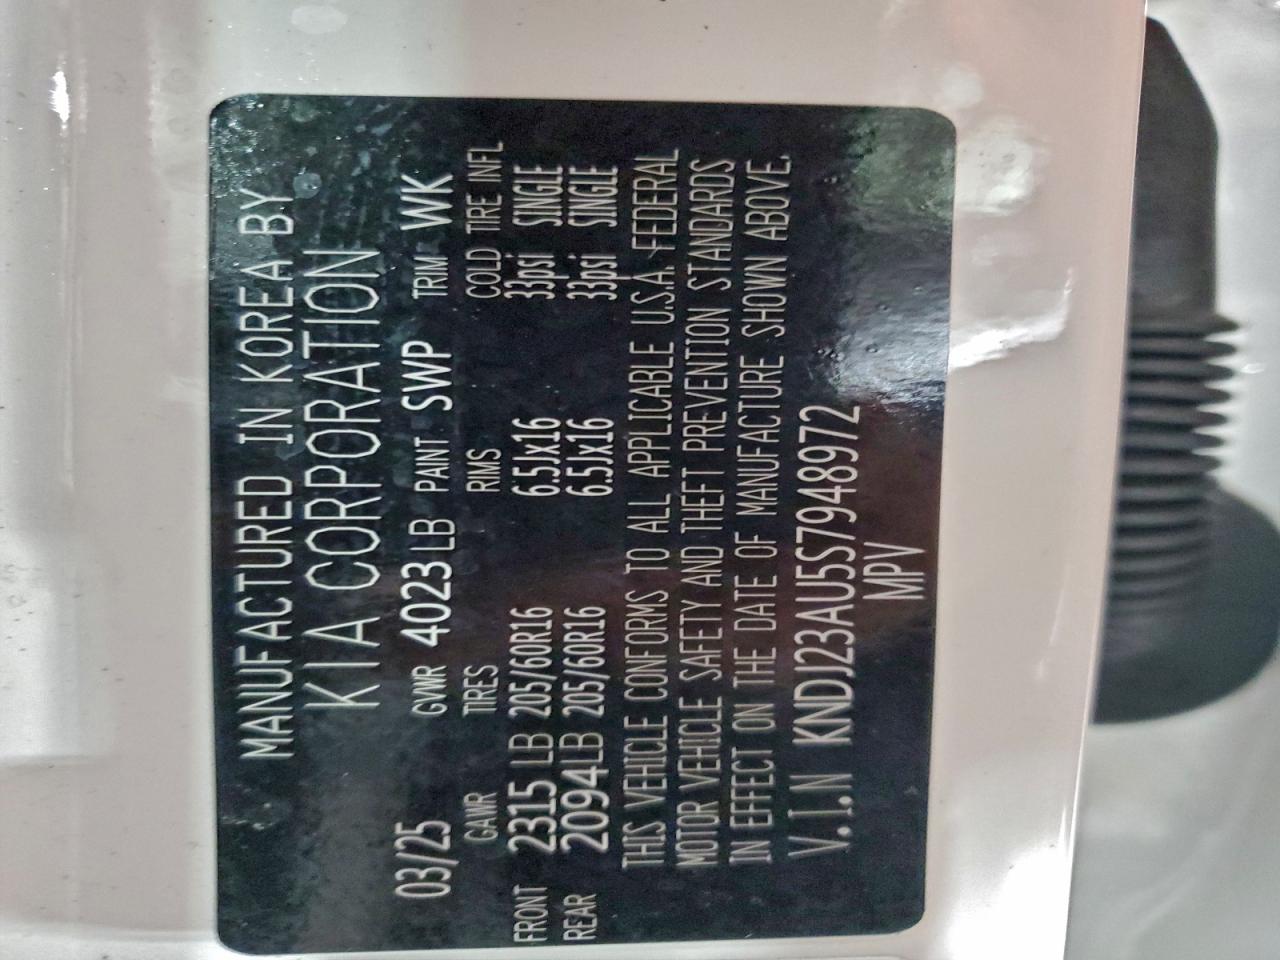 MANUFACTURED IN KOREA BY
KIA CORPORATION
03/25 GVWR 4023 LB PAINT SWP TRIM WK
GAWR TIRES RIMS COLD TIRE INFL
FRONT 2315 LB 205/60R16 6.5Jx16 33psi SINGLE
REAR 2094LB 205/60R16 6.5Jx16 33psi SINGLE
THIS VEHICLE CONFORMS TO ALL APPLICABLE U.S.A. FEDERAL
MOTOR VEHICLE SAFETY AND THEFT PREVENTION STANDARDS
IN EFFECT ON THE DATE OF MANUFACTURE SHOWN ABOVE.
V.I.N KNDJ23AU5S7948972
MPV